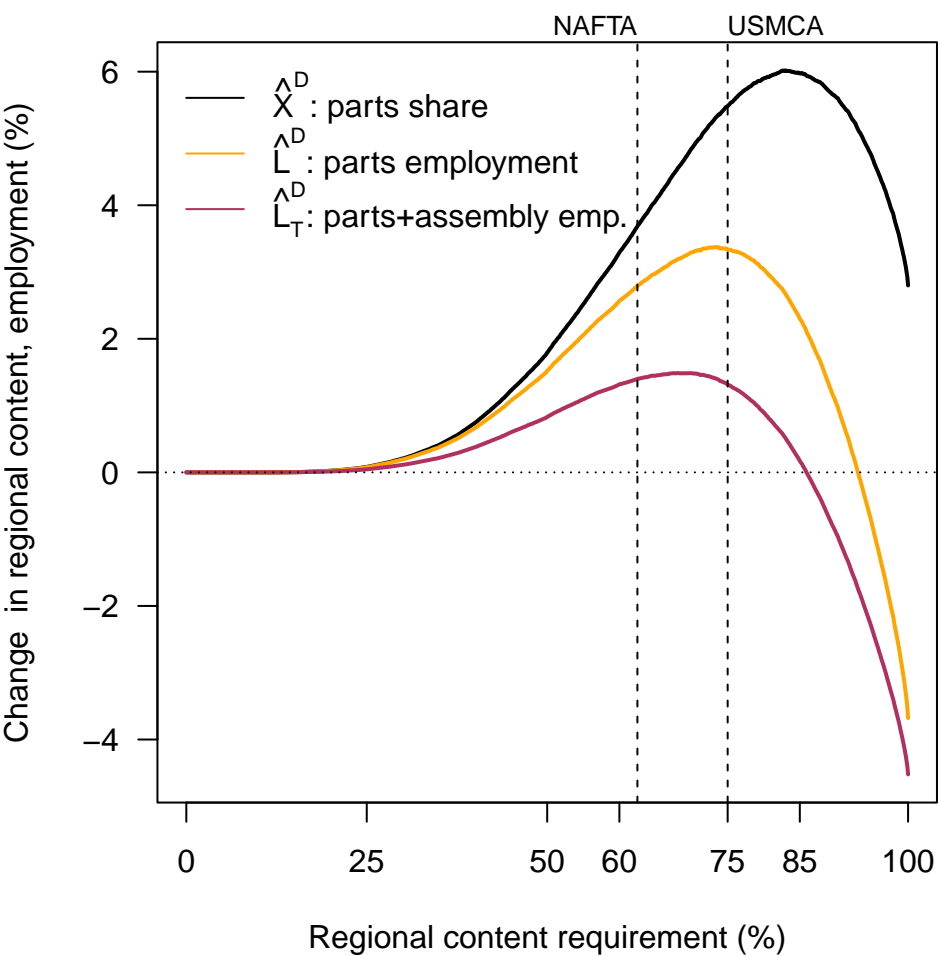 NAFTA USMCA
X̂ᴰ : parts share
L̂ᴰ : parts employment
L̂ᴰ_T: parts+assembly emp.
6
4
2
0
−2
−4
Change in regional content, employment (%)
0 25 50 60 75 85 100
Regional content requirement (%)